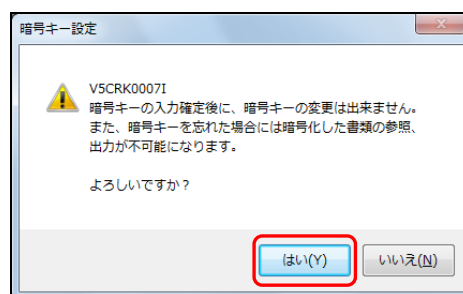 暗号キー設定
V5CRK0007I
暗号キーの入力確定後に、暗号キーの変更は出来ません。
また、暗号キーを忘れた場合には暗号化した書類の参照、
出力が不可能になります。
よろしいですか？
はい(Y) いいえ(N)